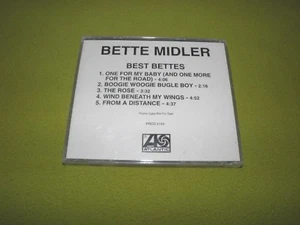 BETTE MIDLER
BEST BETTES
1. ONE FOR MY BABY (AND ONE MORE
FOR THE ROAD) - 4:06
2. BOOGIE WOOGIE BUGLE BOY - 2:18
3. THE ROSE - 3:32
4. WIND BENEATH MY WINGS - 4:52
5. FROM A DISTANCE - 4:37
ATLANTIC